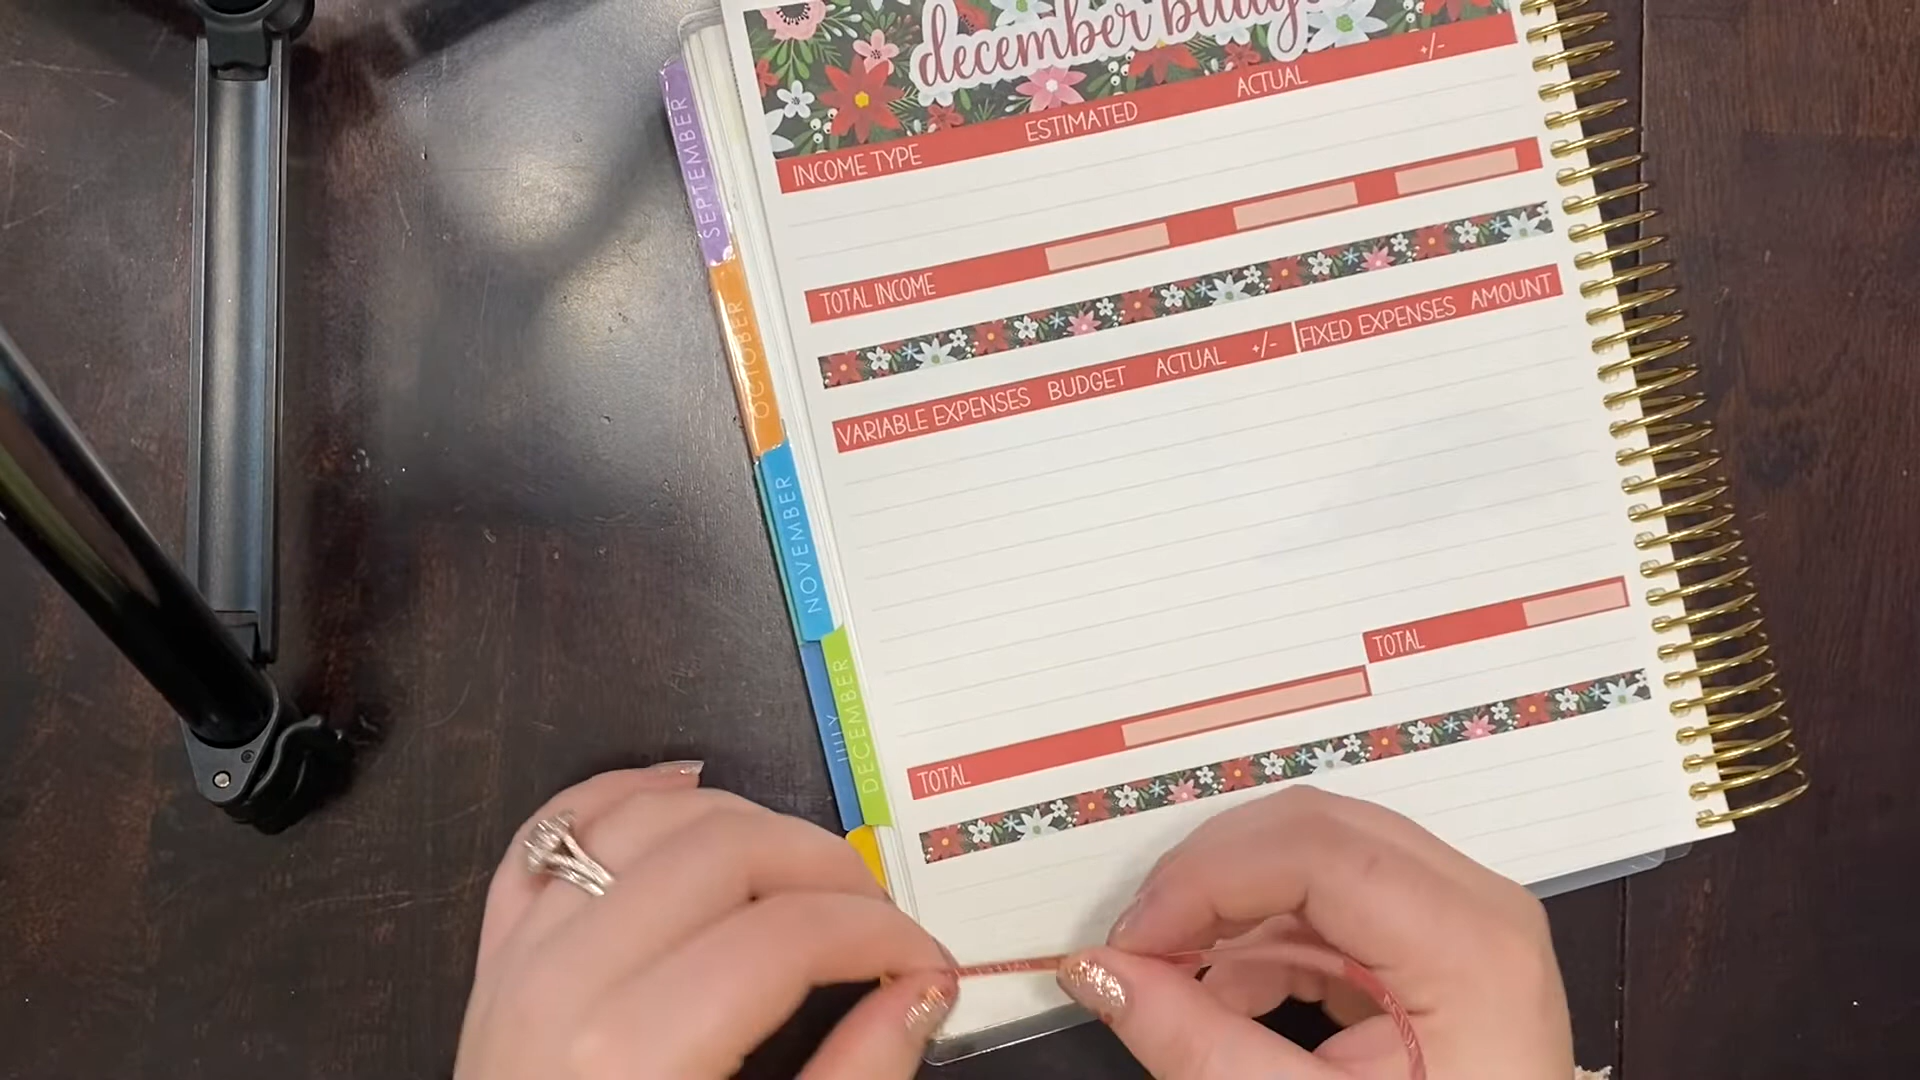 december budg
INCOME TYPE ESTIMATED ACTUAL +/-
TOTAL INCOME
VARIABLE EXPENSES BUDGET ACTUAL +/- FIXED EXPENSES AMOUNT
TOTAL
TOTAL
SEPTEMBER
OCTOBER
NOVEMBER
DECEMBER
JULY